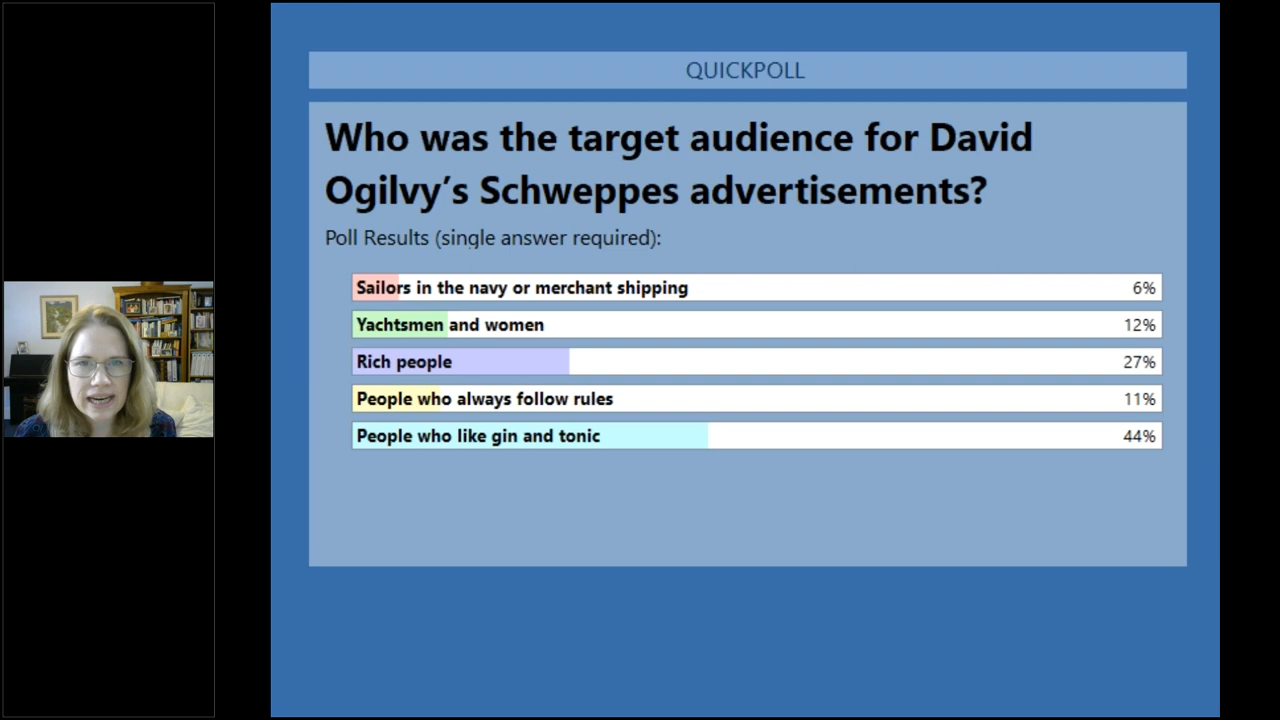 QUICKPOLL
Who was the target audience for David
Ogilvy’s Schweppes advertisements?
Poll Results (single answer required):
Sailors in the navy or merchant shipping 6%
Yachtsmen and women 12%
Rich people 27%
People who always follow rules 11%
People who like gin and tonic 44%